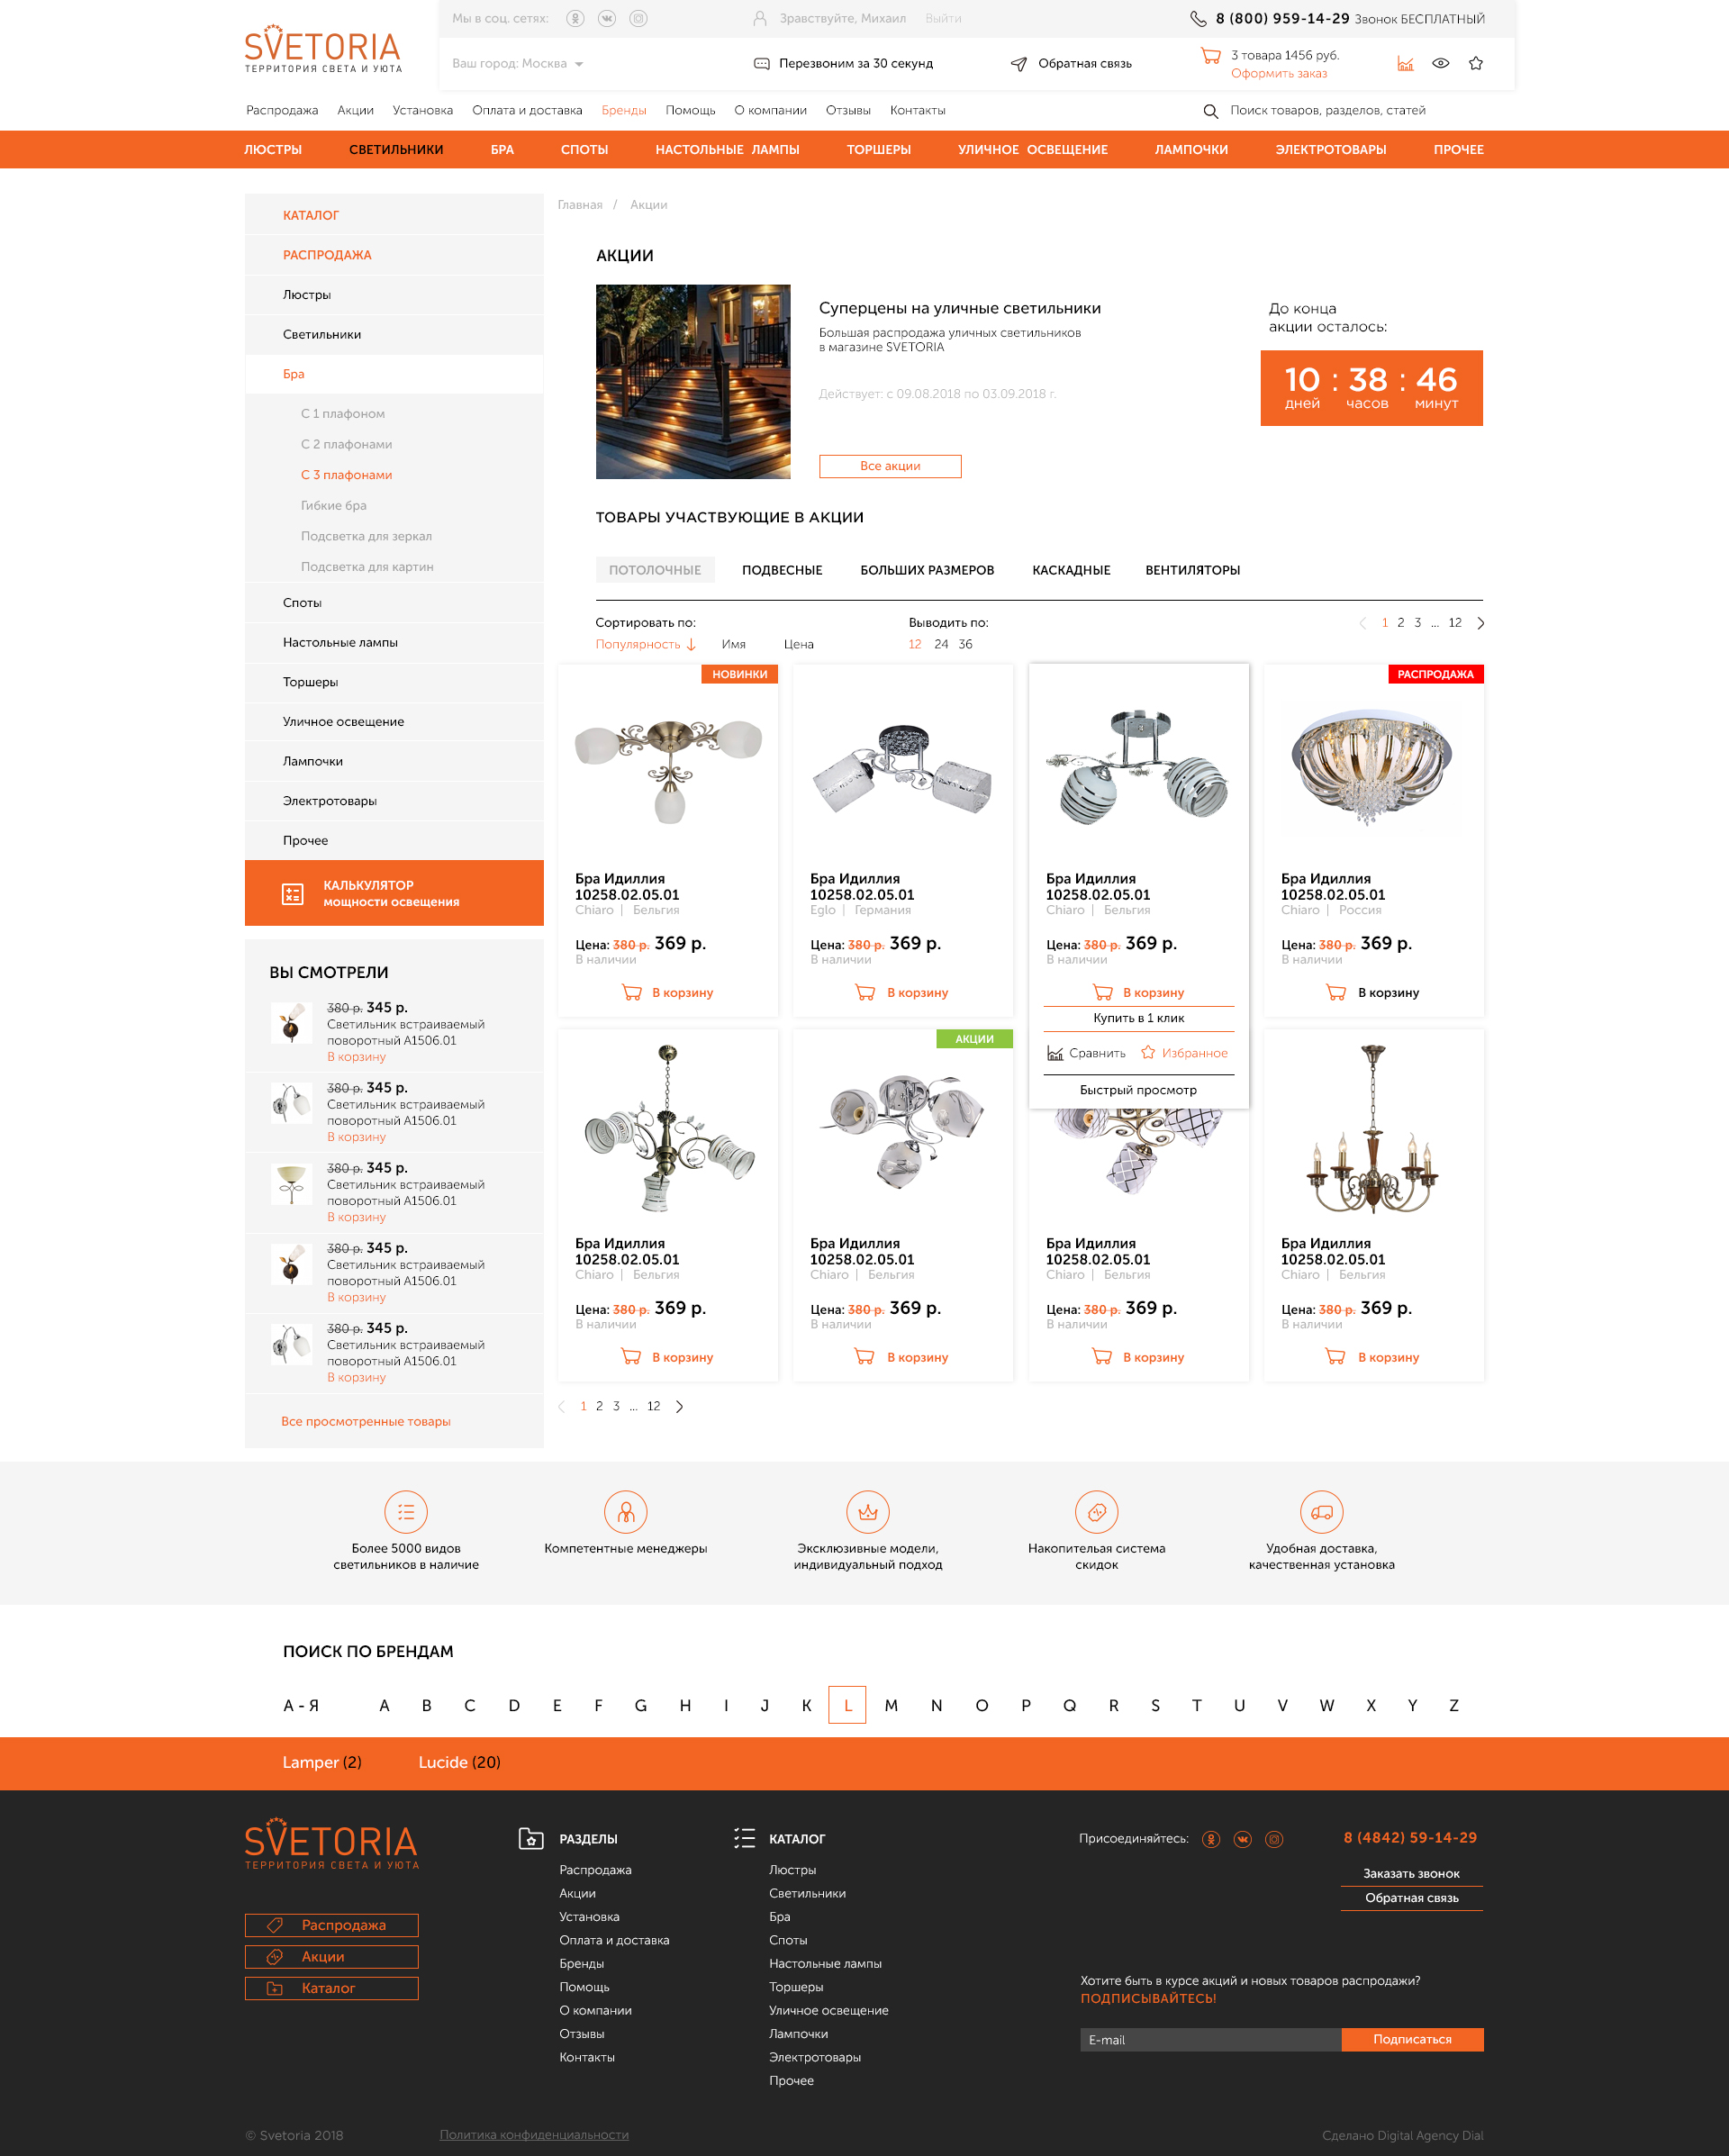 SVETORIA
ТЕРРИТОРИЯ СВЕТА И УЮТА
Мы в соц. сетях:
Зравствуйте, Михаил Выйти
8 (800) 959-14-29 Звонок БЕСПЛАТНЫЙ
Ваш город: Москва
Перезвоним за 30 секунд
Обратная связь
3 товара 1456 руб.
Оформить заказ
Распродажа Акции Установка Оплата и доставка Бренды Помощь О компании Отзывы Контакты
Поиск товаров, разделов, статей
ЛЮСТРЫ СВЕТИЛЬНИКИ БРА СПОТЫ НАСТОЛЬНЫЕ ЛАМПЫ ТОРШЕРЫ УЛИЧНОЕ ОСВЕЩЕНИЕ ЛАМПОЧКИ ЭЛЕКТРОТОВАРЫ ПРОЧЕЕ
КАТАЛОГ
РАСПРОДАЖА
Люстры
Светильники
Бра
С 1 плафоном
С 2 плафонами
С 3 плафонами
Гибкие бра
Подсветка для зеркал
Подсветка для картин
Споты
Настольные лампы
Торшеры
Уличное освещение
Лампочки
Электротовары
Прочее
КАЛЬКУЛЯТОР
мощности освещения
ВЫ СМОТРЕЛИ
380 р. 345 р.
Светильник встраиваемый
поворотный A1506.01
В корзину
380 р. 345 р.
Светильник встраиваемый
поворотный A1506.01
В корзину
380 р. 345 р.
Светильник встраиваемый
поворотный A1506.01
В корзину
380 р. 345 р.
Светильник встраиваемый
поворотный A1506.01
В корзину
380 р. 345 р.
Светильник встраиваемый
поворотный A1506.01
В корзину
Все просмотренные товары
Главная / Акции
АКЦИИ
Суперцены на уличные светильники
Большая распродажа уличных светильников
в магазине SVETORIA
Действует: с 09.08.2018 по 03.09.2018 г.
Все акции
До конца
акции осталось:
10 : 38 : 46
дней часов минут
ТОВАРЫ УЧАСТВУЮЩИЕ В АКЦИИ
ПОТОЛОЧНЫЕ ПОДВЕСНЫЕ БОЛЬШИХ РАЗМЕРОВ КАСКАДНЫЕ ВЕНТИЛЯТОРЫ
Сортировать по:
Популярность Имя Цена
Выводить по:
12 24 36
1 2 3 ... 12
НОВИНКИ
Бра Идиллия
10258.02.05.01
Chiaro | Бельгия
Цена: 380 р. 369 р.
В наличии
В корзину
Бра Идиллия
10258.02.05.01
Eglo | Германия
Цена: 380 р. 369 р.
В наличии
В корзину
Бра Идиллия
10258.02.05.01
Chiaro | Бельгия
Цена: 380 р. 369 р.
В наличии
В корзину
Купить в 1 клик
Сравнить Избранное
Быстрый просмотр
РАСПРОДАЖА
Бра Идиллия
10258.02.05.01
Chiaro | Россия
Цена: 380 р. 369 р.
В наличии
В корзину
Бра Идиллия
10258.02.05.01
Chiaro | Бельгия
Цена: 380 р. 369 р.
В наличии
В корзину
АКЦИИ
Бра Идиллия
10258.02.05.01
Chiaro | Бельгия
Цена: 380 р. 369 р.
В наличии
В корзину
Бра Идиллия
10258.02.05.01
Chiaro | Бельгия
Цена: 380 р. 369 р.
В наличии
В корзину
Бра Идиллия
10258.02.05.01
Chiaro | Бельгия
Цена: 380 р. 369 р.
В наличии
В корзину
1 2 3 ... 12
Более 5000 видов
светильников в наличие
Компетентные менеджеры
Эксклюзивные модели,
индивидуальный подход
Накопителья система
скидок
Удобная доставка,
качественная установка
ПОИСК ПО БРЕНДАМ
А - Я A B C D E F G H I J K L M N O P Q R S T U V W X Y Z
Lamper (2) Lucide (20)
SVETORIA
ТЕРРИТОРИЯ СВЕТА И УЮТА
Распродажа
Акции
Каталог
РАЗДЕЛЫ
Распродажа
Акции
Установка
Оплата и доставка
Бренды
Помощь
О компании
Отзывы
Контакты
КАТАЛОГ
Люстры
Светильники
Бра
Споты
Настольные лампы
Торшеры
Уличное освещение
Лампочки
Электротовары
Прочее
Присоединяйтесь:
8 (4842) 59-14-29
Заказать звонок
Обратная связь
Хотите быть в курсе акций и новых товаров распродажи?
ПОДПИСЫВАЙТЕСЬ!
E-mail
Подписаться
© Svetoria 2018
Политика конфиденциальности
Сделано Digital Agency Dial